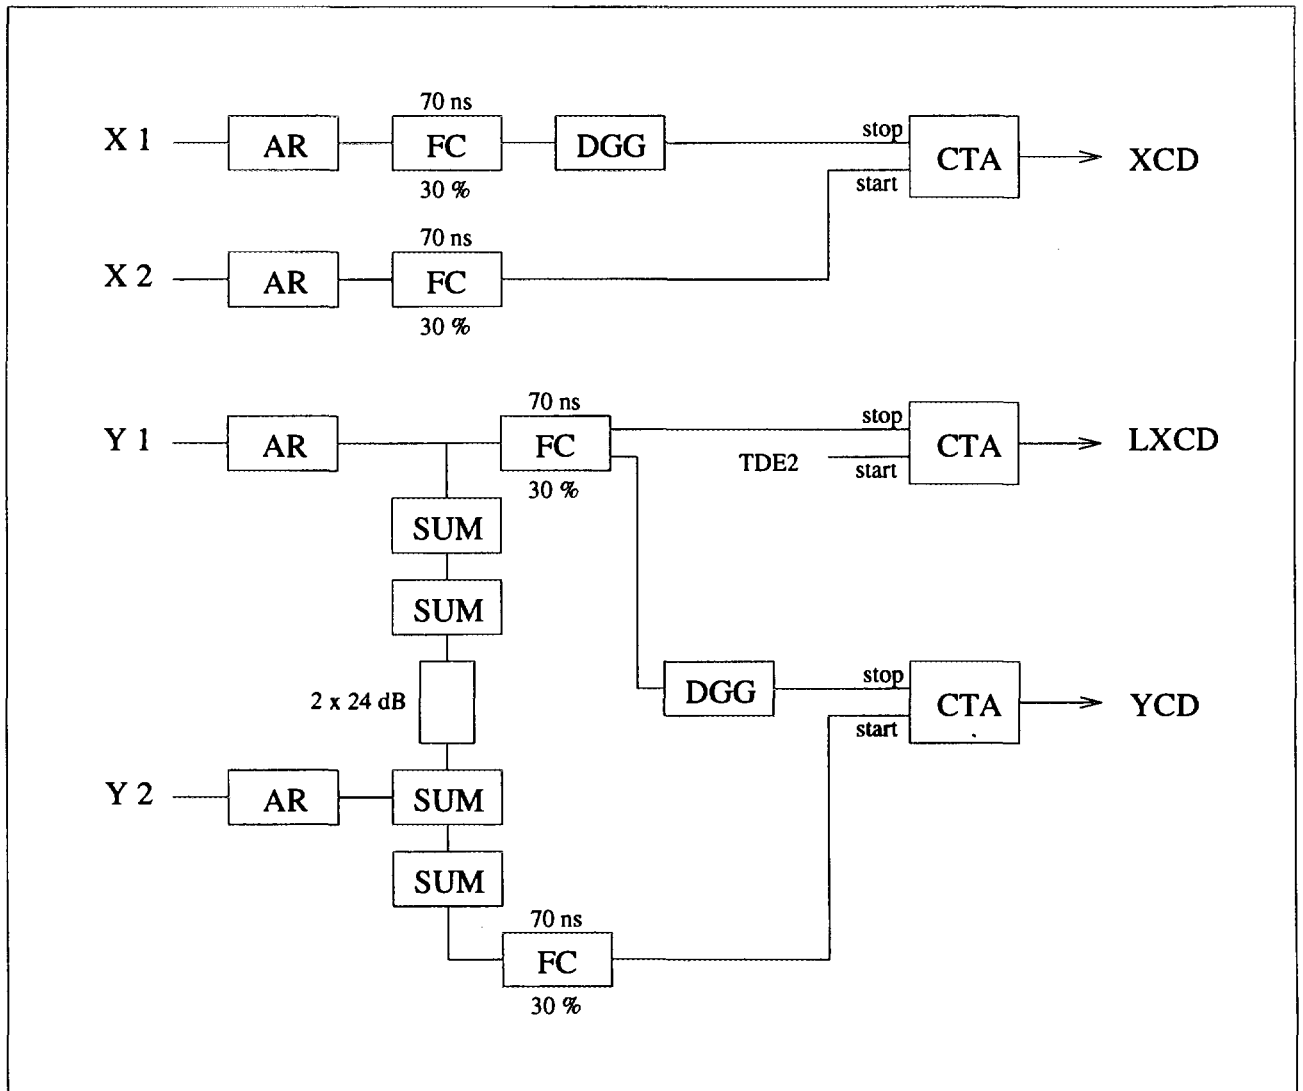 70 ns
X 1 AR FC DGG stop CTA XCD
30 % start
70 ns
X 2 AR FC
30 %
70 ns
Y 1 AR FC stop CTA LXCD
TDE2 start
30 %
SUM
SUM
2 x 24 dB
DGG stop CTA YCD
start
Y 2 AR SUM
SUM
70 ns
FC
30 %